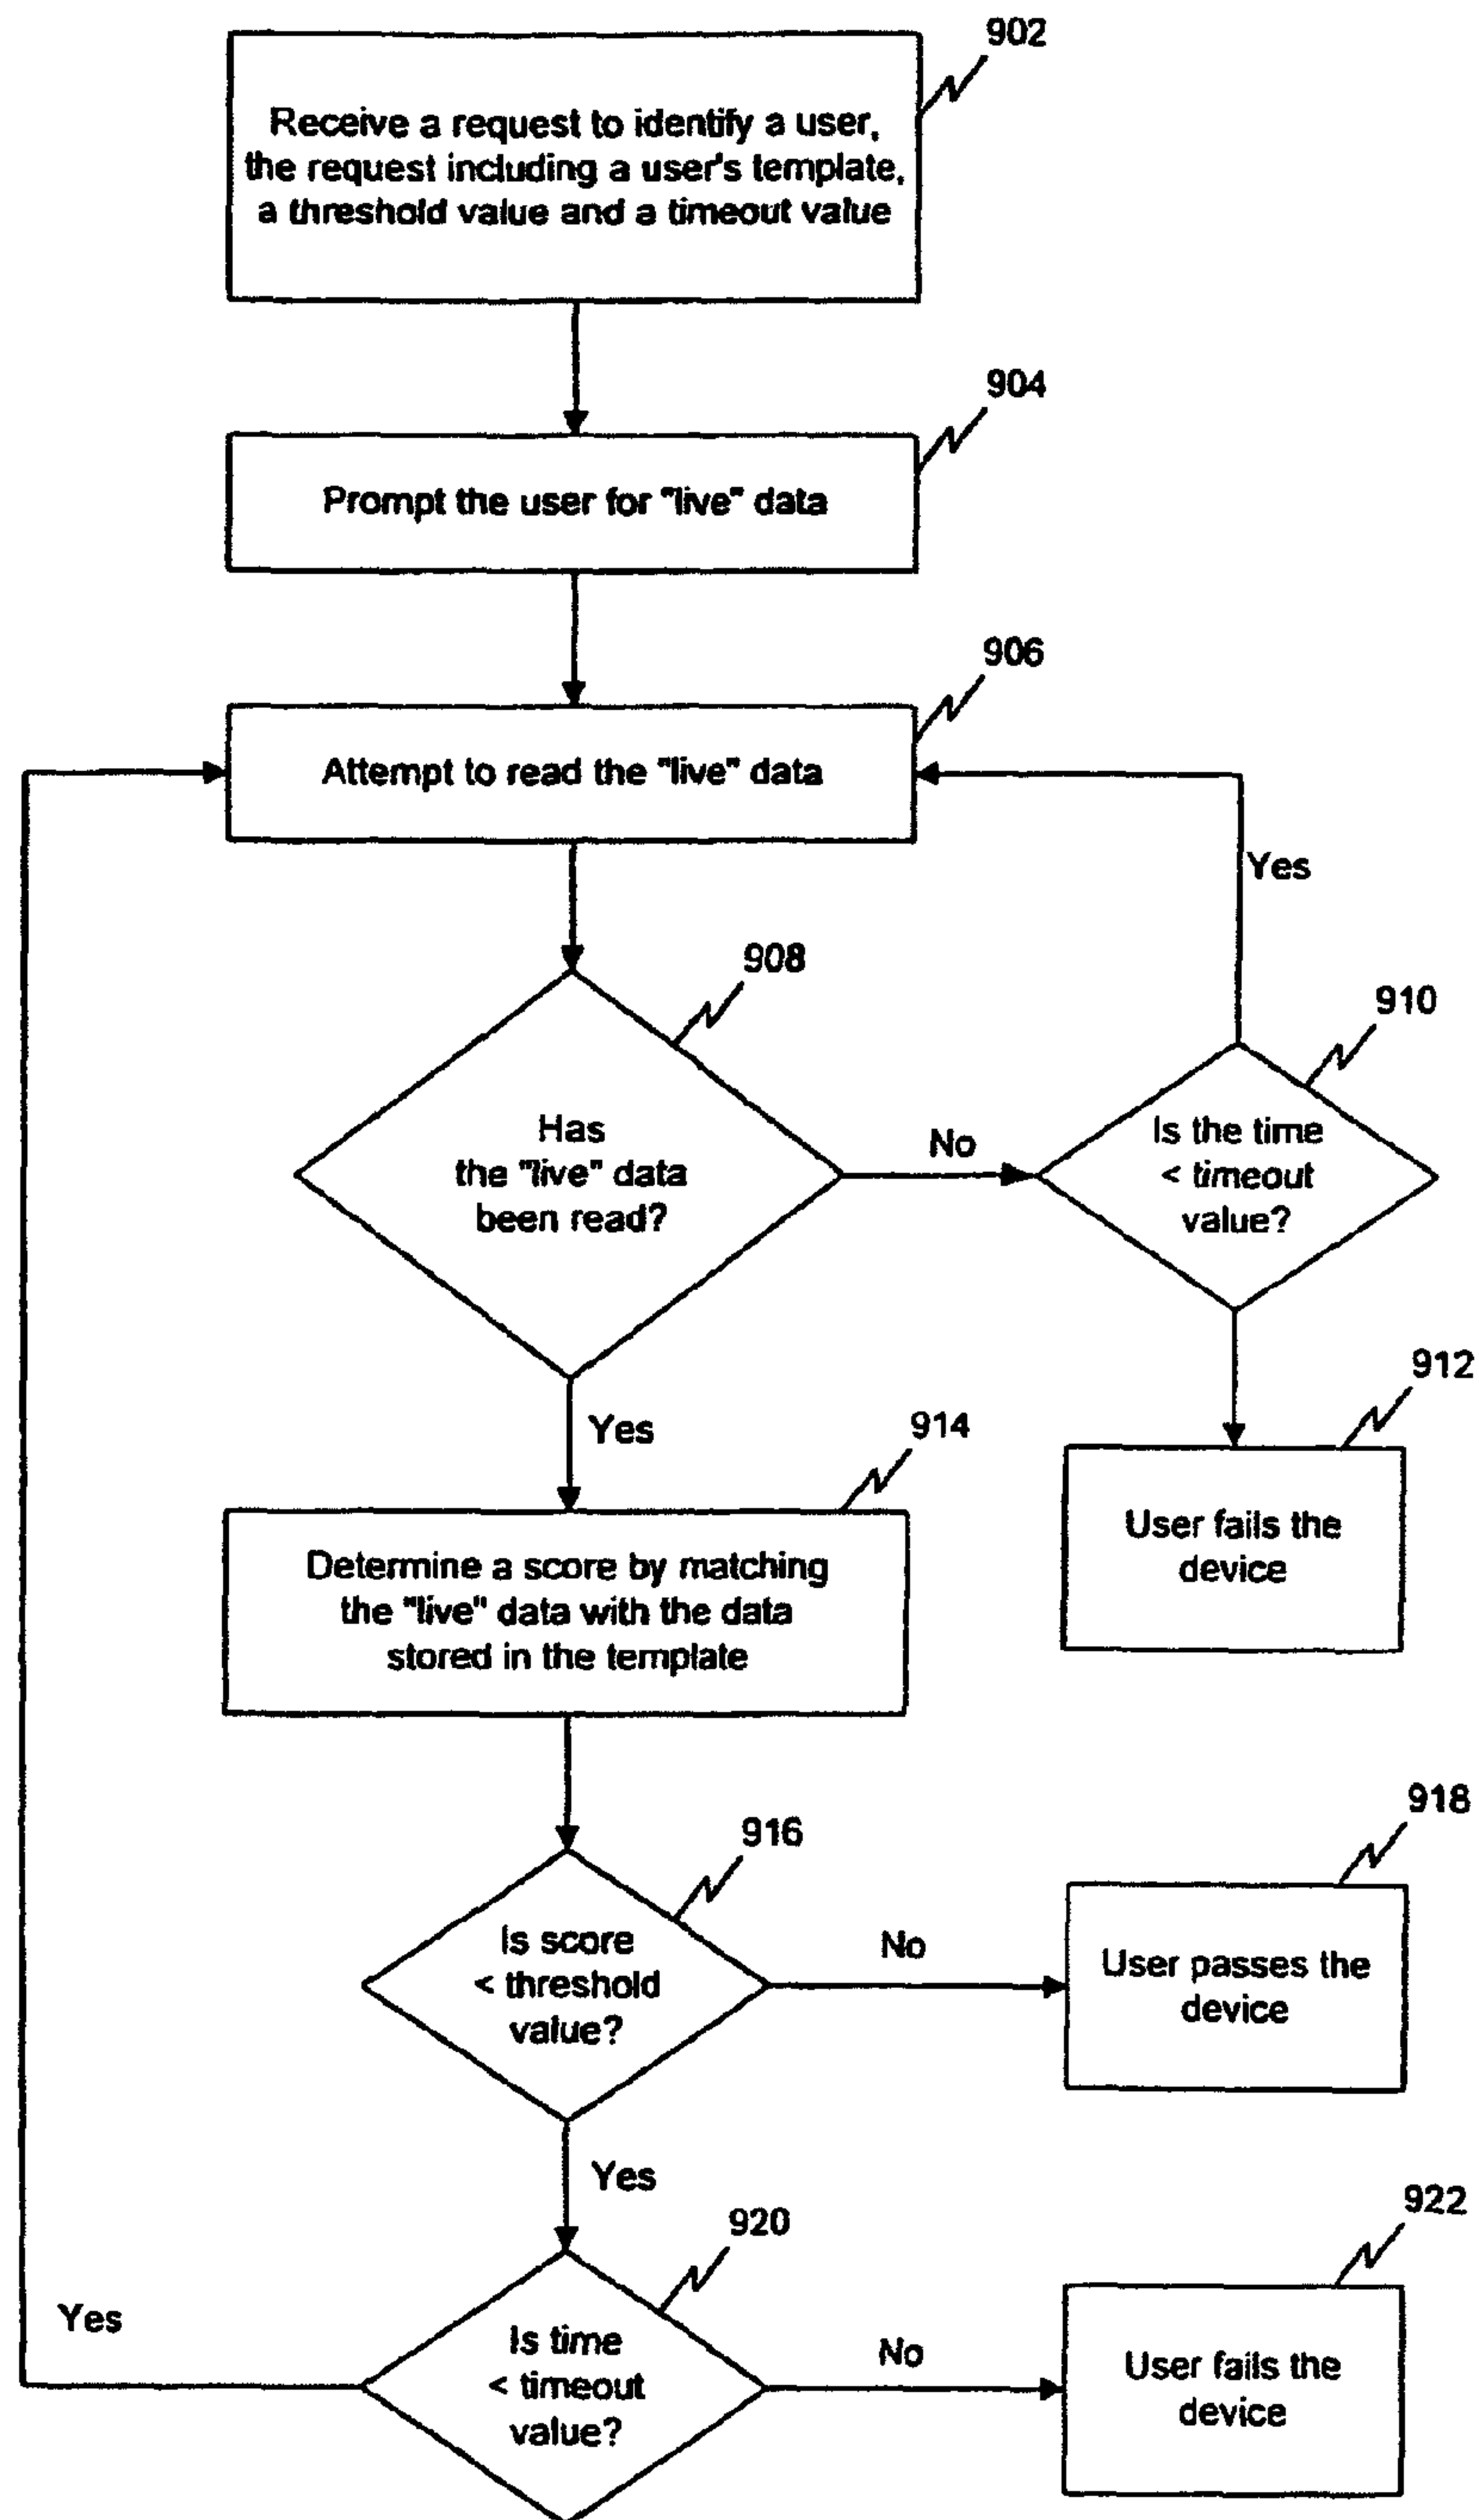 902
Receive a request to identify a user,
the request including a user's template,
a threshold value and a timeout value
904
Prompt the user for "live" data
906
Attempt to read the "live" data
Yes
908
910
Has
the "live" data
been read?
No
Is the time
< timeout
value?
912
Yes
914
User fails the
device
Determine a score by matching
the "live" data with the data
stored in the template
918
916
Is score
< threshold
value?
No
User passes the
device
Yes
920
922
Yes
Is time
< timeout
value?
No
User fails the
device